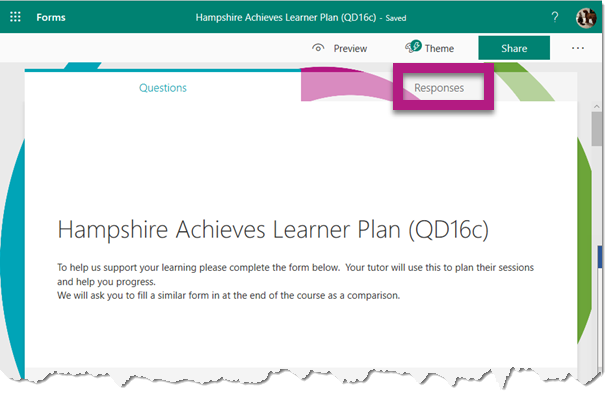 Forms Hampshire Achieves Learner Plan (QD16c) - Saved ?
Preview Theme Share ...
Questions Responses
Hampshire Achieves Learner Plan (QD16c)
To help us support your learning please complete the form below. Your tutor will use this to plan their sessions
and help you progress.
We will ask you to fill a similar form in at the end of the course as a comparison.